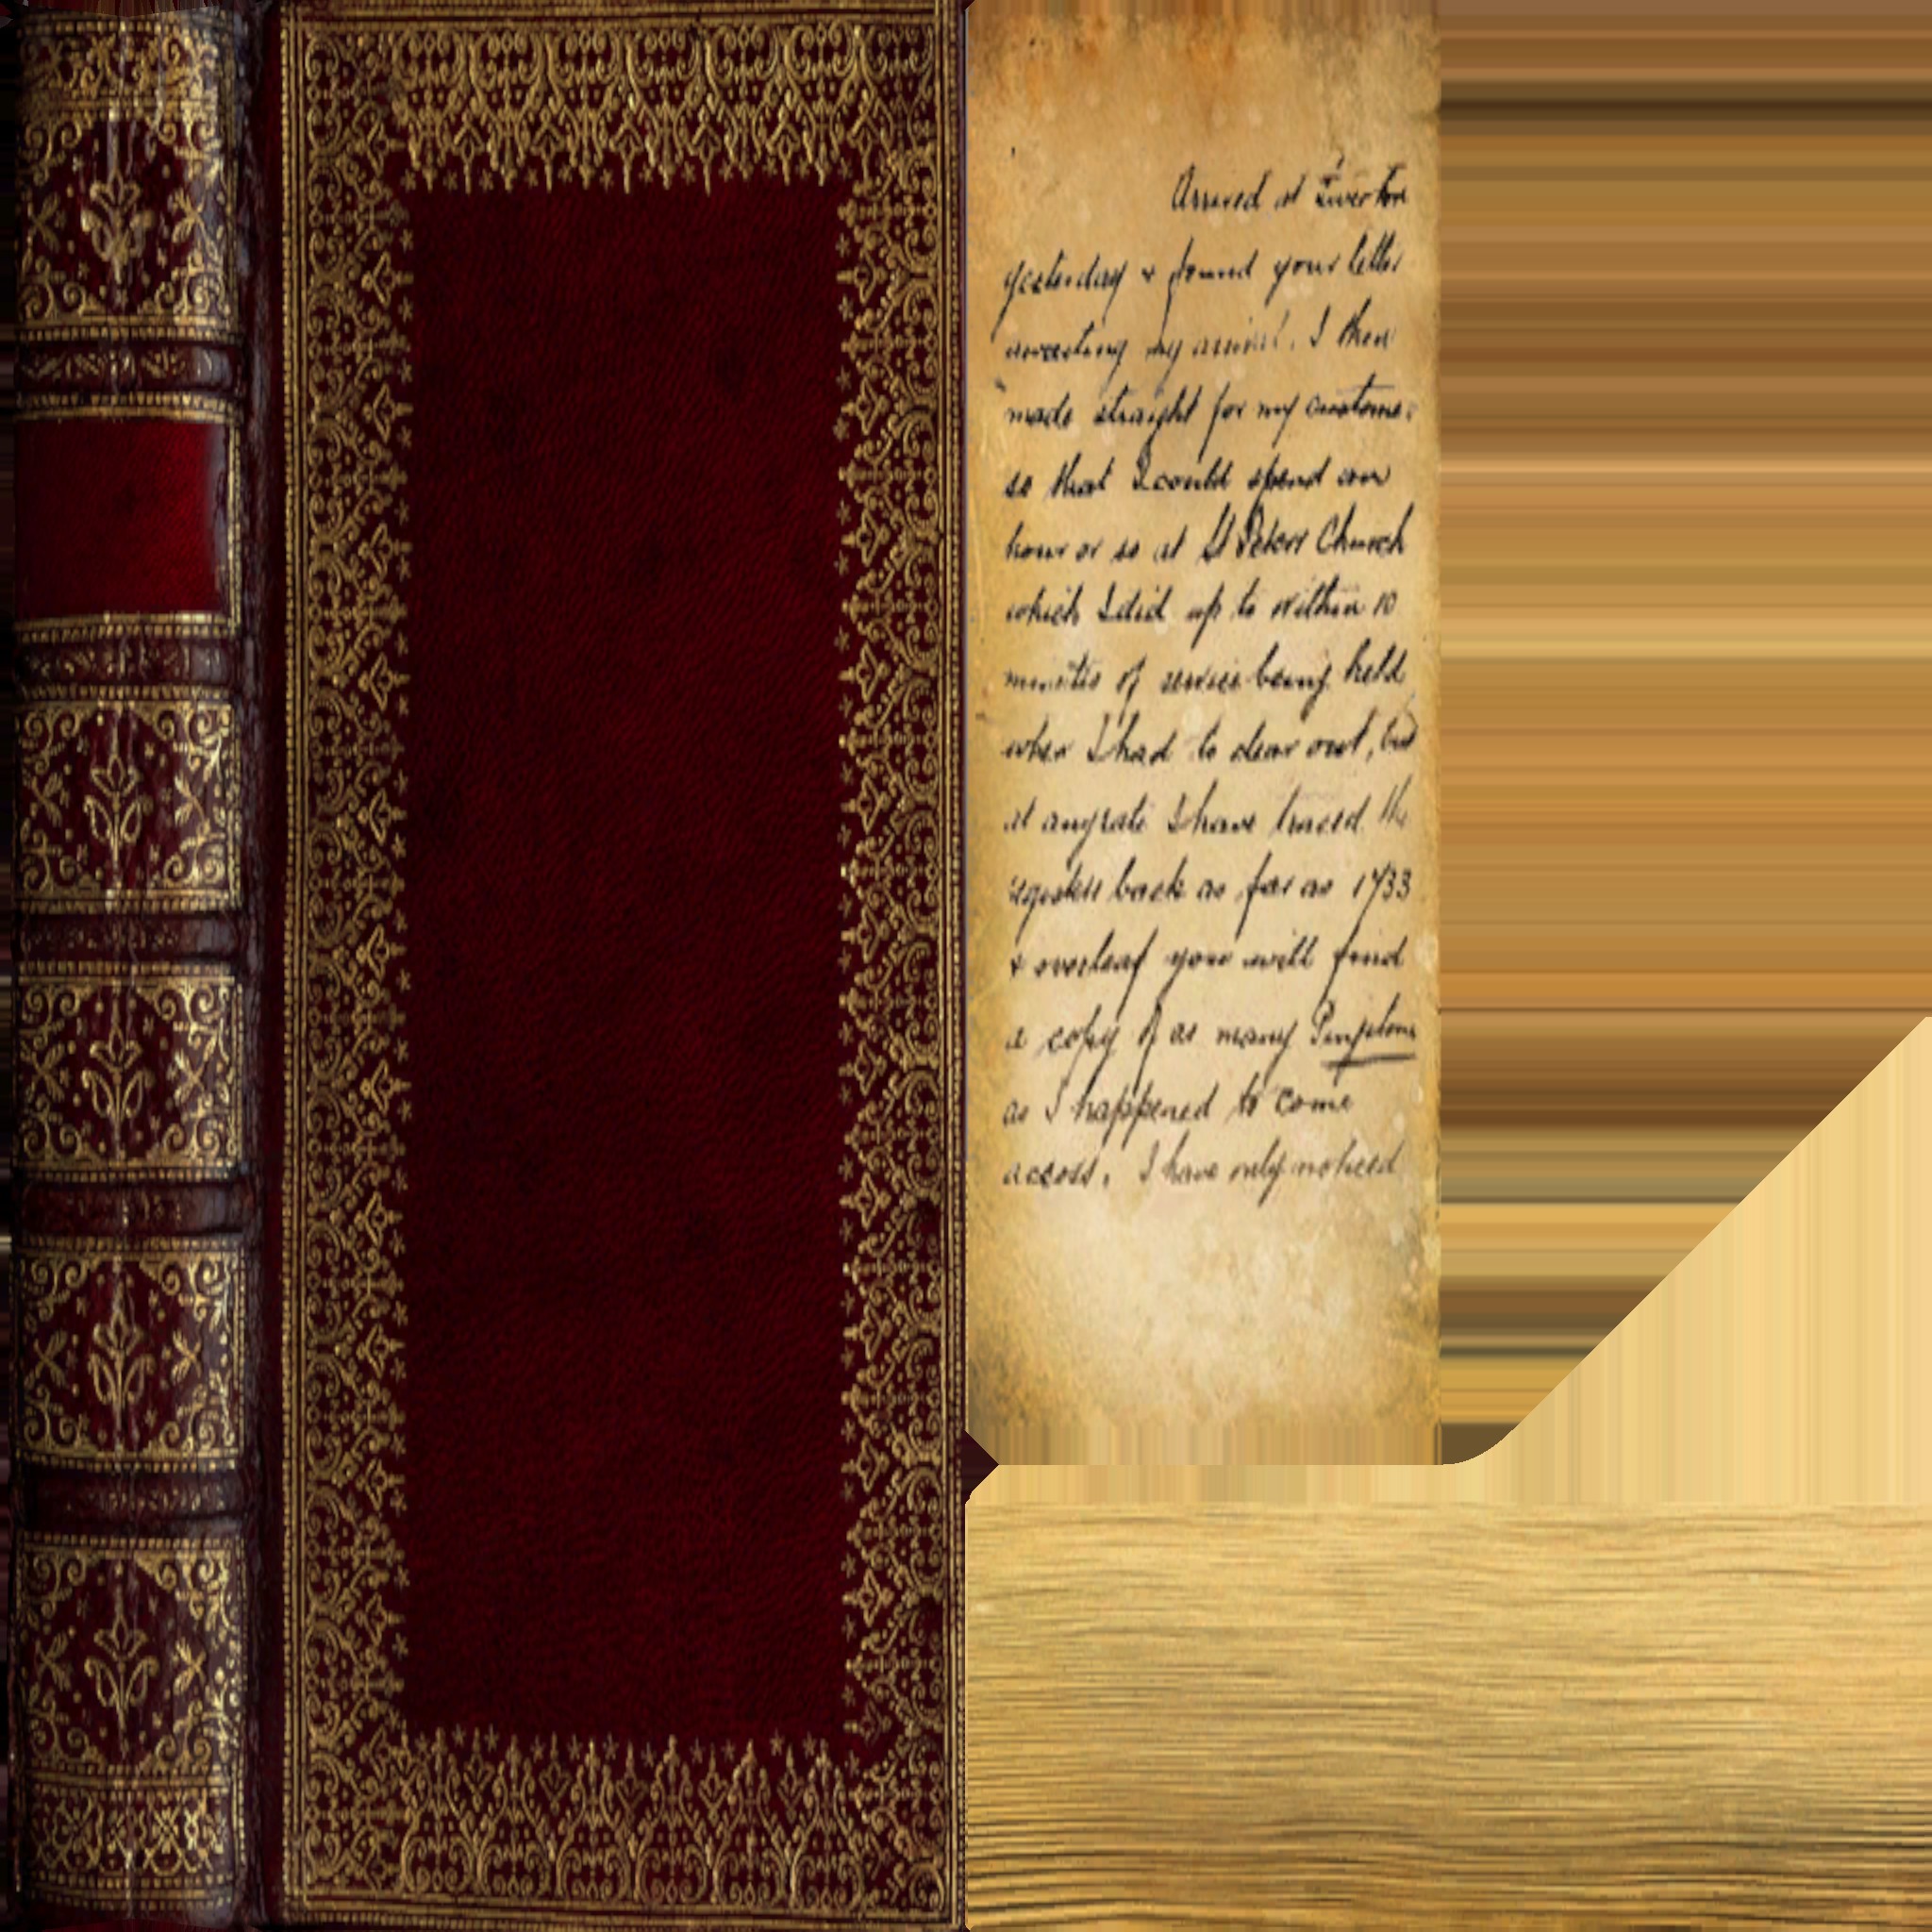 Arrived at Tiverton
yesterday & found your letter
awaiting my arrival. I then
made straight for my customers
so that I could spend an
hour or so at St Peters Church
which I did up to within 10
minutes of service being held
when I had to clear out, but
at anyrate I have traced the
registers back as far as 1733
& overleaf you will find
a copy of as many
as I happened to come
across. I have only noticed